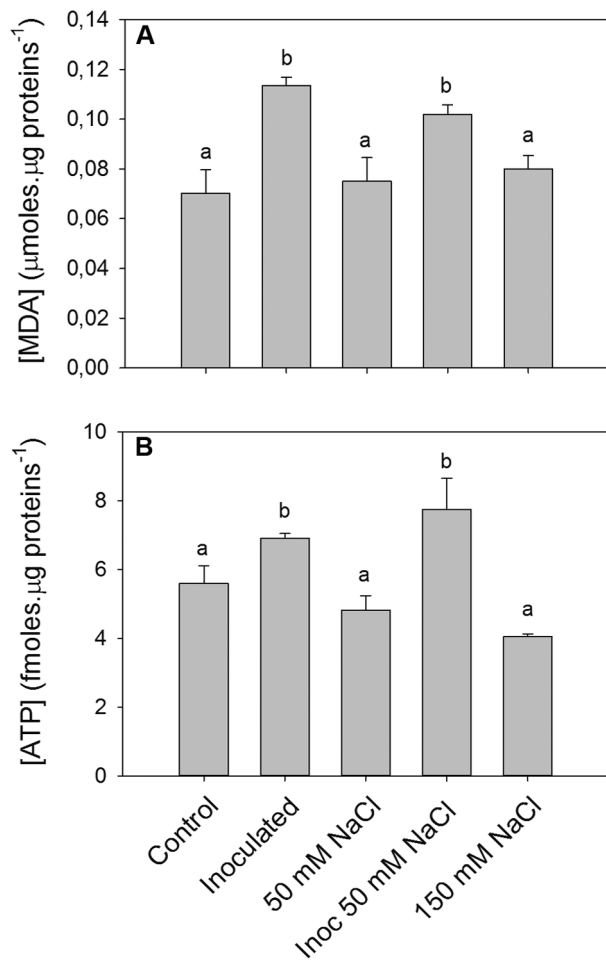 A
[MDA] (µmoles.µg proteins⁻¹)
0,14
0,12
0,10
0,08
0,06
0,04
0,02
0,00
a
b
a
b
a
B
[ATP] (fmoles.µg proteins⁻¹)
10
8
6
4
2
0
a
b
a
b
a
Control
Inoculated
50 mM NaCl
Inoc 50 mM NaCl
150 mM NaCl